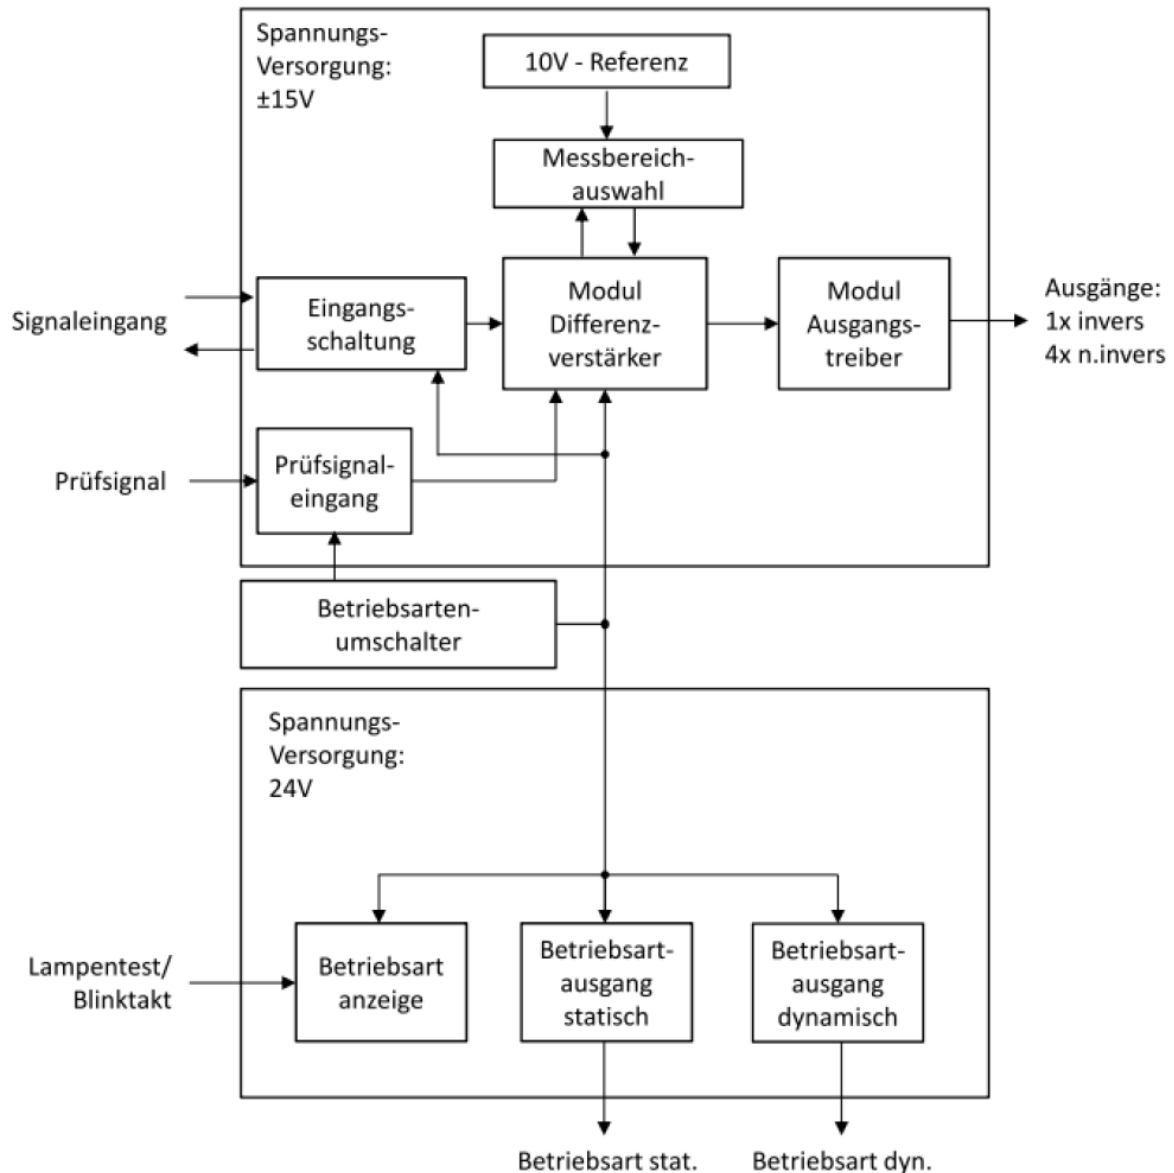 Spannungs-
Versorgung:
±15V
10V - Referenz
Messbereich-
auswahl
Signaleingang
Eingangs-
schaltung
Modul
Differenz-
verstärker
Modul
Ausgangs-
treiber
Ausgänge:
1x invers
4x n.invers
Prüfsignal
Prüfsignal-
eingang
Betriebsarten-
umschalter
Spannungs-
Versorgung:
24V
Lampentest/
Blinktakt
Betriebsart
anzeige
Betriebsart-
ausgang
statisch
Betriebsart-
ausgang
dynamisch
Betriebsart stat.
Betriebsart dyn.